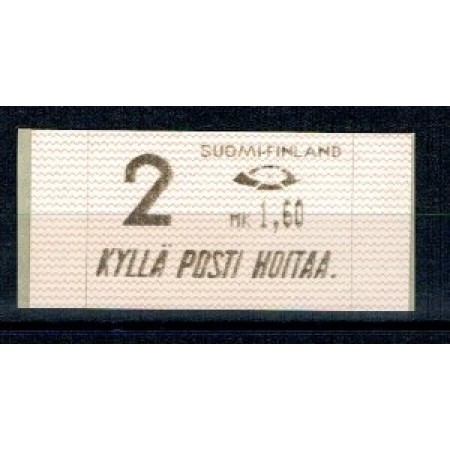 SUOMI-FINLAND
2
MK 1,60
KYLLÄ POSTI HOITAA.